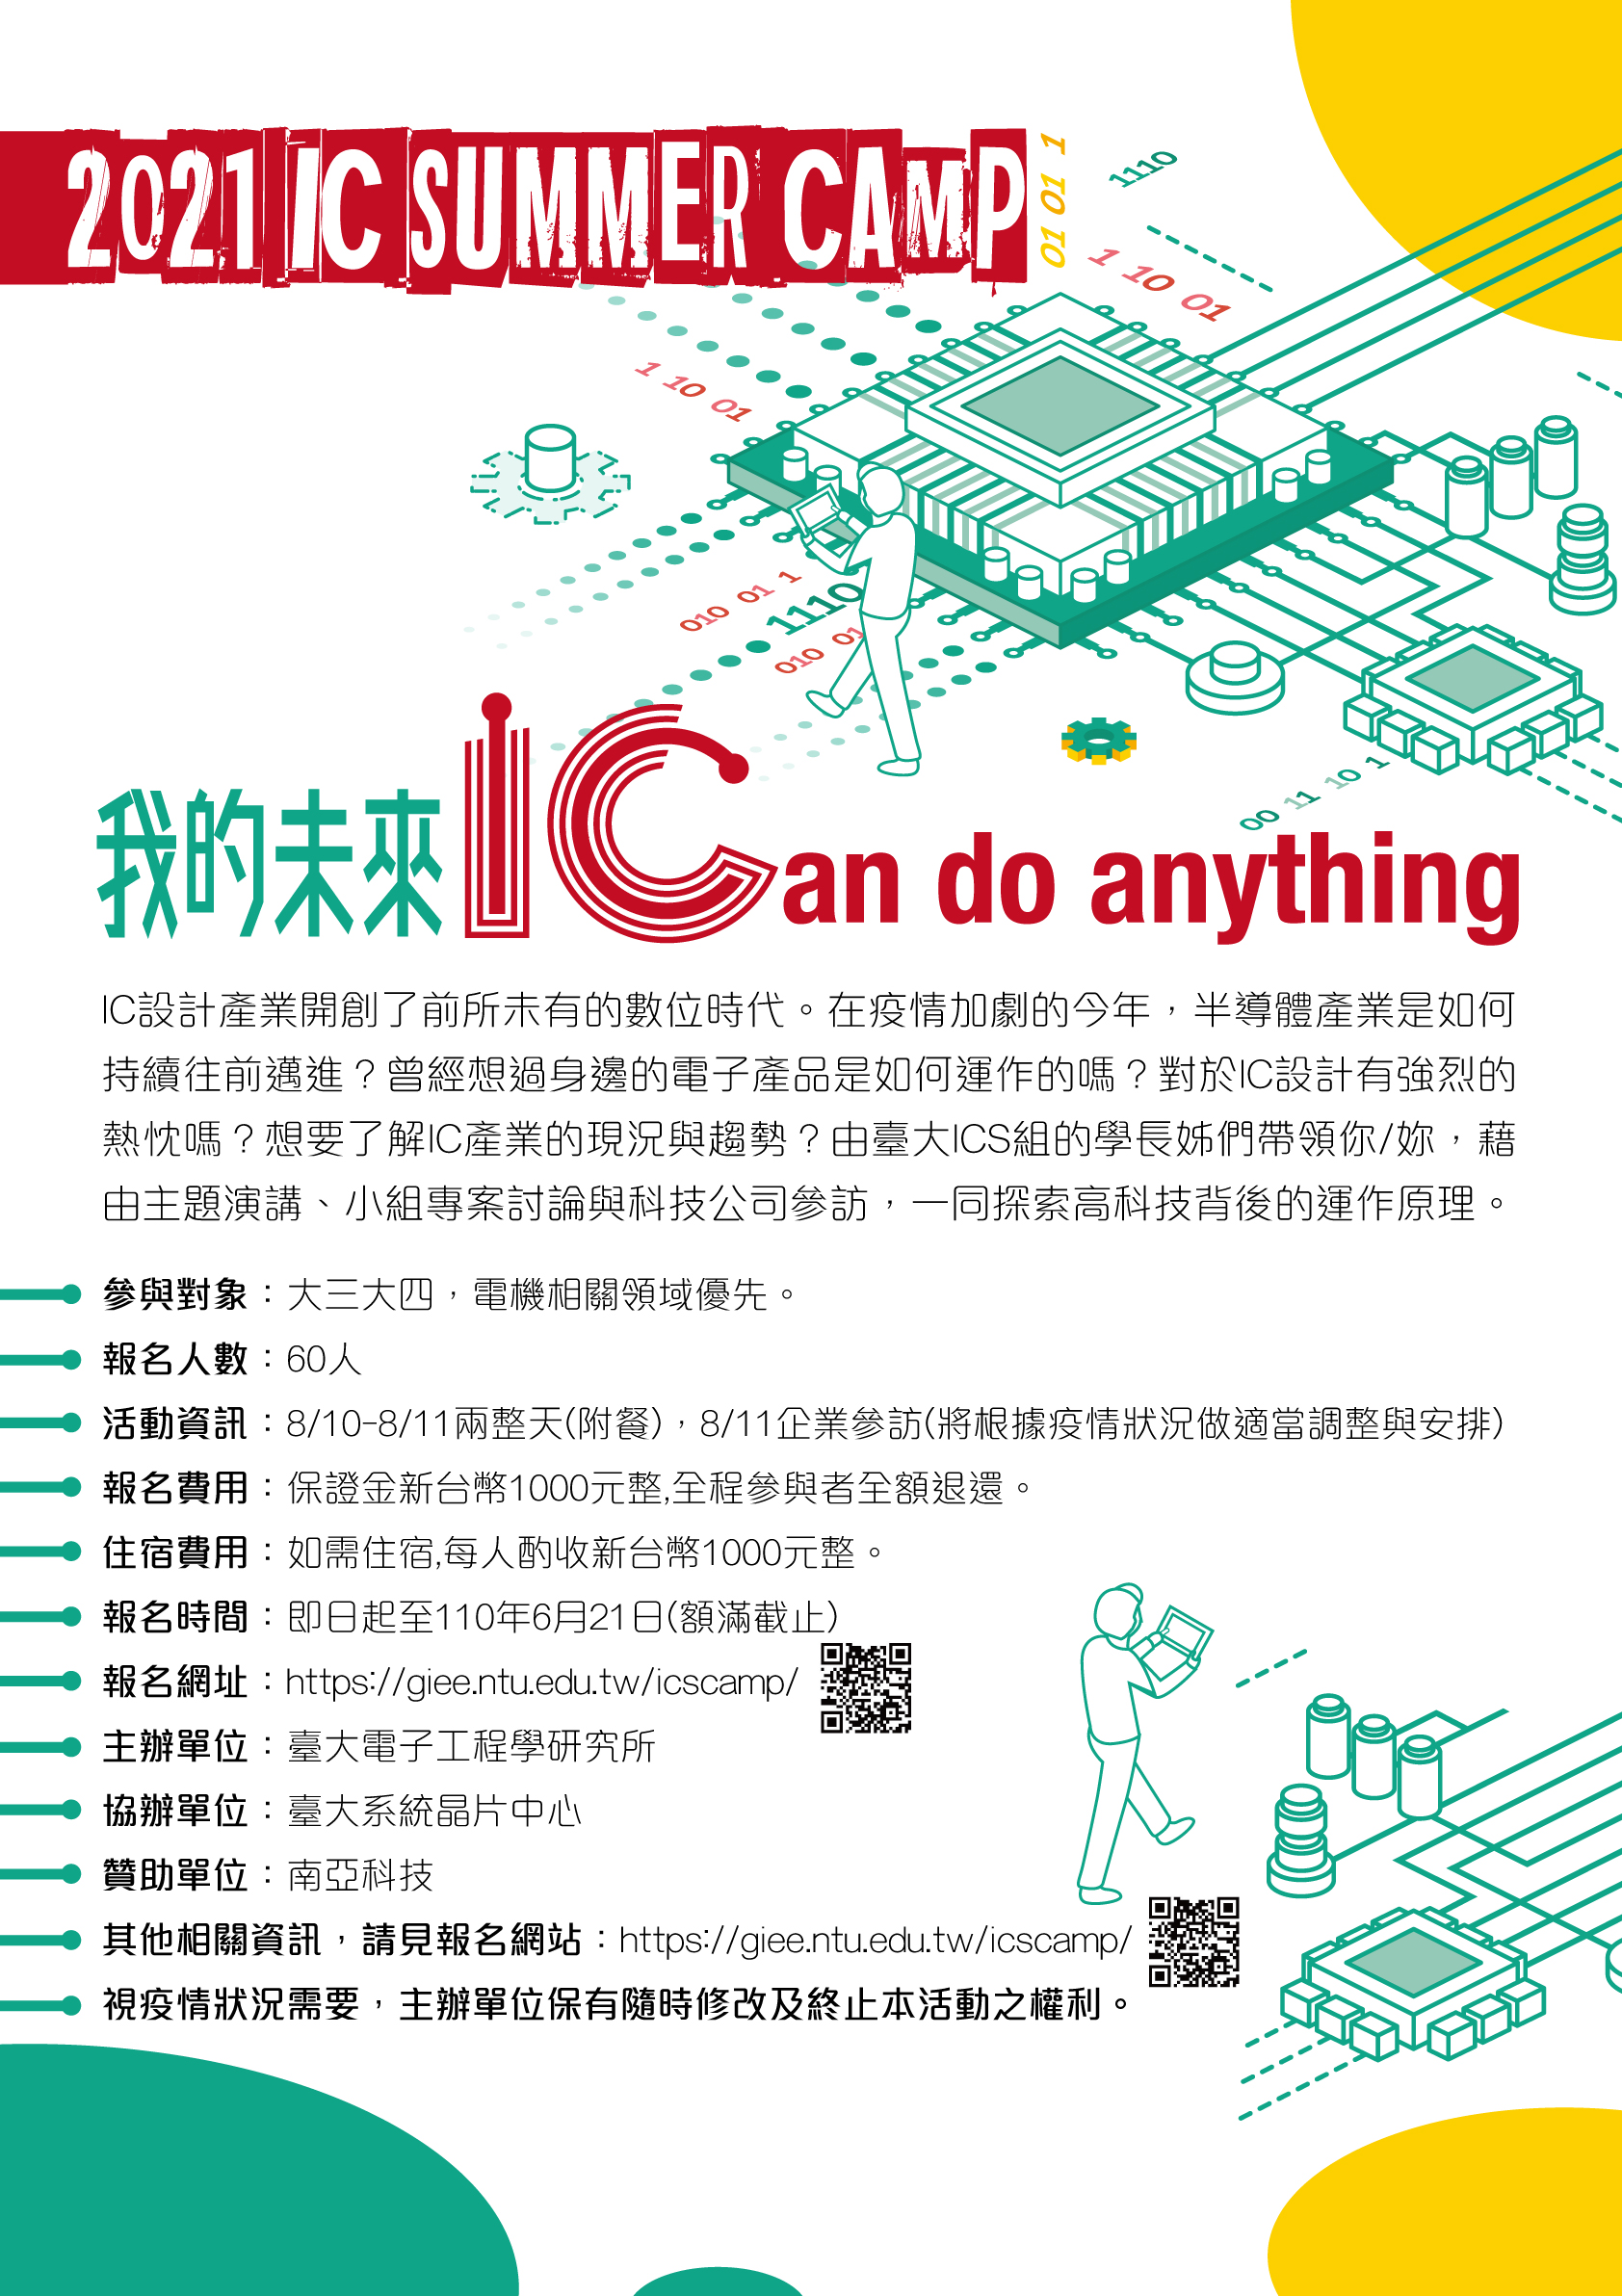 2021 IC SUMMER CAMP
01 01 1
1110
1 10 01
1 10 01
010 01 1
1110
010 01
00 11 10 1
我的未來 ICan do anything
IC設計產業開創了前所未有的數位時代。在疫情加劇的今年，半導體產業是如何
持續往前邁進？曾經想過身邊的電子產品是如何運作的嗎？對於IC設計有強烈的
熱忱嗎？想要了解IC產業的現況與趨勢？由臺大ICS組的學長姊們帶領你/妳，藉
由主題演講、小組專案討論與科技公司參訪，一同探索高科技背後的運作原理。
參與對象：大三大四，電機相關領域優先。
報名人數：60人
活動資訊：8/10-8/11兩整天(附餐)，8/11企業參訪(將根據疫情狀況做適當調整與安排)
報名費用：保證金新台幣1000元整,全程參與者全額退還。
住宿費用：如需住宿,每人酌收新台幣1000元整。
報名時間：即日起至110年6月21日(額滿截止)
報名網址：https://giee.ntu.edu.tw/icscamp/
主辦單位：臺大電子工程學研究所
協辦單位：臺大系統晶片中心
贊助單位：南亞科技
其他相關資訊，請見報名網站：https://giee.ntu.edu.tw/icscamp/
視疫情狀況需要，主辦單位保有隨時修改及終止本活動之權利。